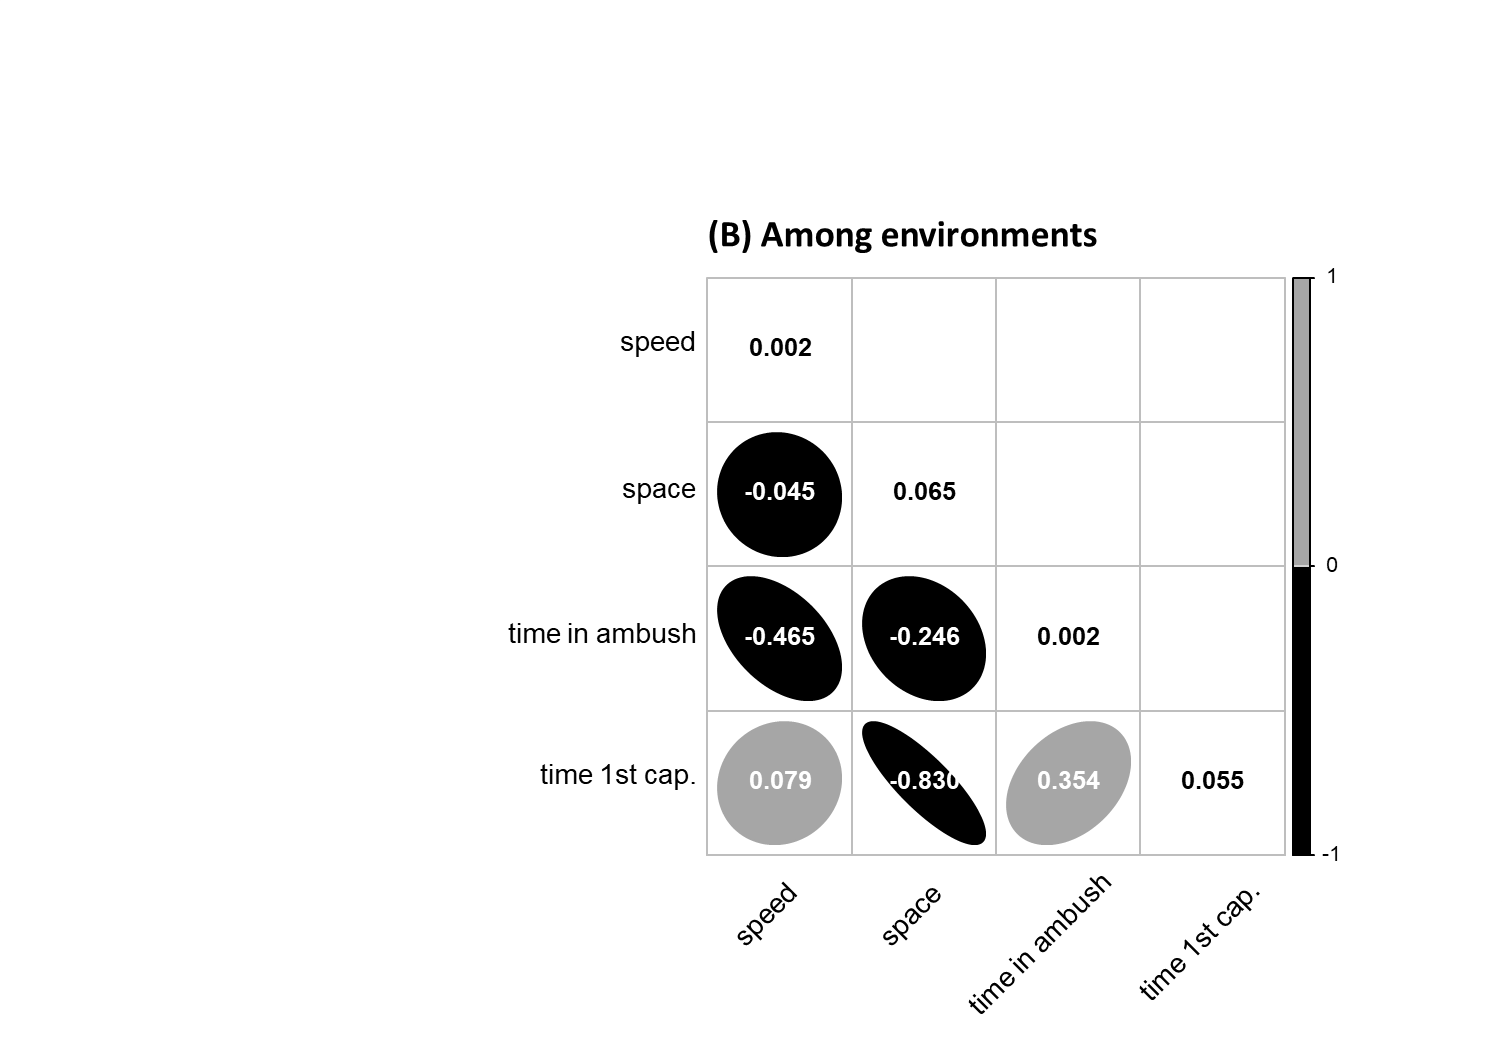 (B) Among environments
1
speed
0.002
space
-0.045 0.065
0
time in ambush
-0.465 -0.246 0.002
time 1st cap.
0.079 -0.830 0.354 0.055
-1
speed
space
time in ambush
time 1st cap.